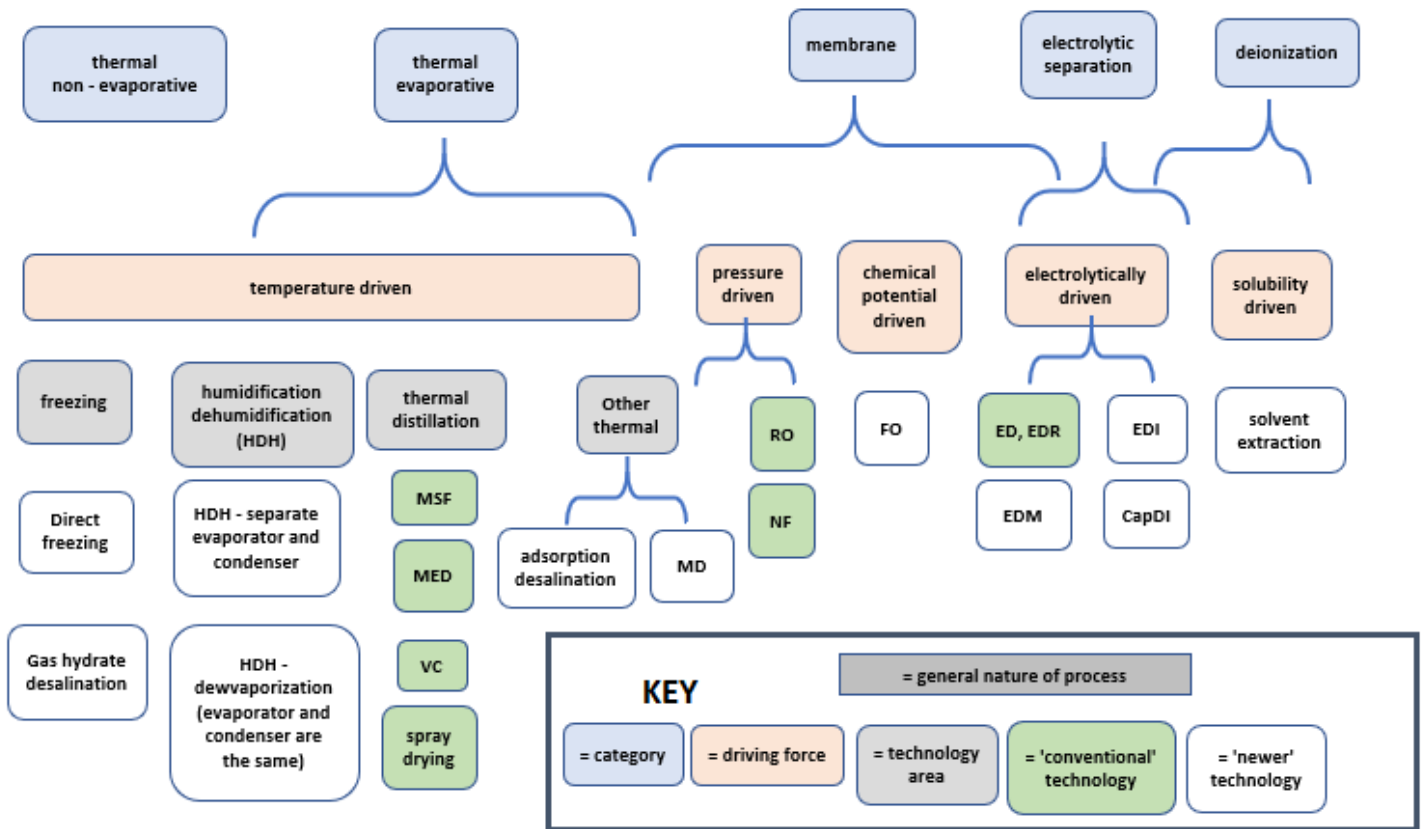 thermal
non - evaporative
thermal
evaporative
membrane
electrolytic
separation
deionization
temperature driven
pressure
driven
chemical
potential
driven
electrolytically
driven
solubility
driven
freezing
humidification
dehumidification
(HDH)
thermal
distillation
Other
thermal
RO
FO
ED, EDR
EDI
solvent
extraction
Direct
freezing
HDH - separate
evaporator and
condenser
MSF
MED
adsorption
desalination
MD
NF
EDM
CapDI
Gas hydrate
desalination
HDH -
dewvaporization
(evaporator and
condenser are
the same)
VC
spray
drying
KEY
= general nature of process
= category
= driving force
= technology
area
= 'conventional'
technology
= 'newer'
technology